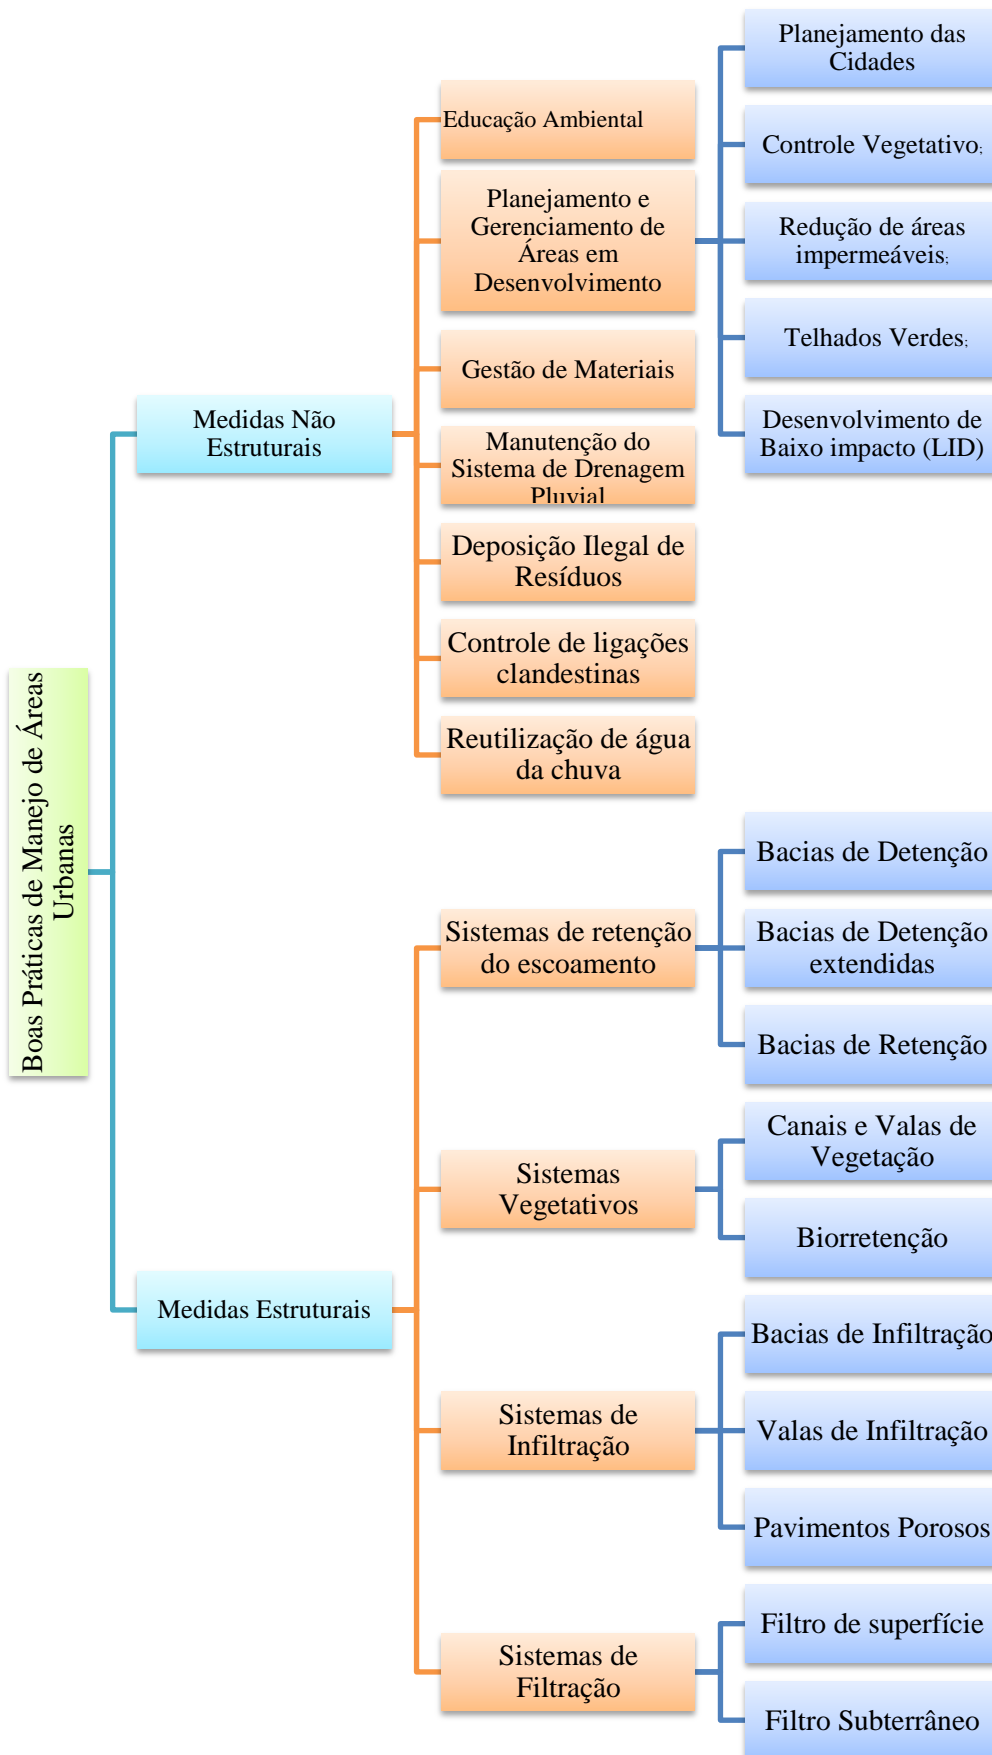 Boas Práticas de Manejo de Áreas
Urbanas
Medidas Não
Estruturais
Educação Ambiental
Planejamento e
Gerenciamento de
Áreas em
Desenvolvimento
Planejamento das
Cidades
Controle Vegetativo;
Redução de áreas
impermeáveis;
Telhados Verdes;
Desenvolvimento de
Baixo impacto (LID)
Gestão de Materiais
Manutenção do
Sistema de Drenagem
Pluvial
Deposição Ilegal de
Resíduos
Controle de ligações
clandestinas
Reutilização de água
da chuva
Medidas Estruturais
Sistemas de retenção
do escoamento
Bacias de Detenção
Bacias de Detenção
extendidas
Bacias de Retenção
Sistemas
Vegetativos
Canais e Valas de
Vegetação
Biorretenção
Sistemas de
Infiltração
Bacias de Infiltração
Valas de Infiltração
Pavimentos Porosos
Sistemas de
Filtração
Filtro de superfície
Filtro Subterrâneo